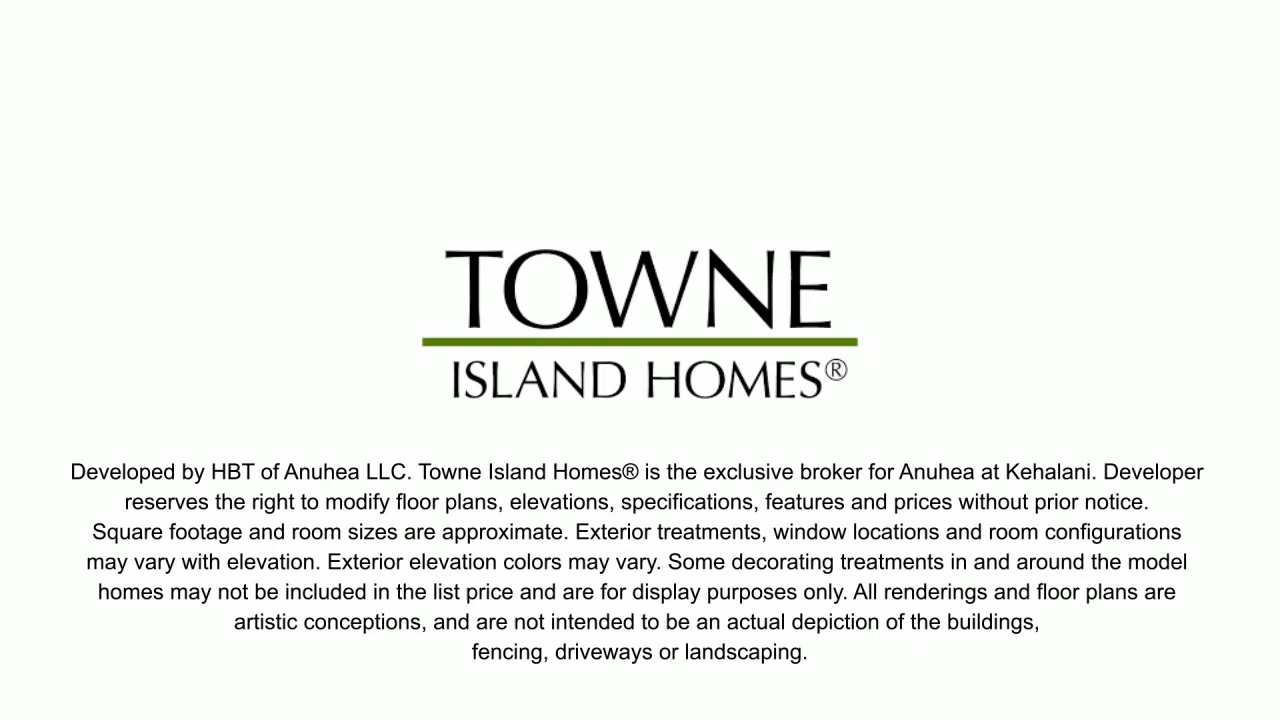 TOWNE
ISLAND HOMES®
Developed by HBT of Anuhea LLC. Towne Island Homes® is the exclusive broker for Anuhea at Kehalani. Developer
reserves the right to modify floor plans, elevations, specifications, features and prices without prior notice.
Square footage and room sizes are approximate. Exterior treatments, window locations and room configurations
may vary with elevation. Exterior elevation colors may vary. Some decorating treatments in and around the model
homes may not be included in the list price and are for display purposes only. All renderings and floor plans are
artistic conceptions, and are not intended to be an actual depiction of the buildings,
fencing, driveways or landscaping.